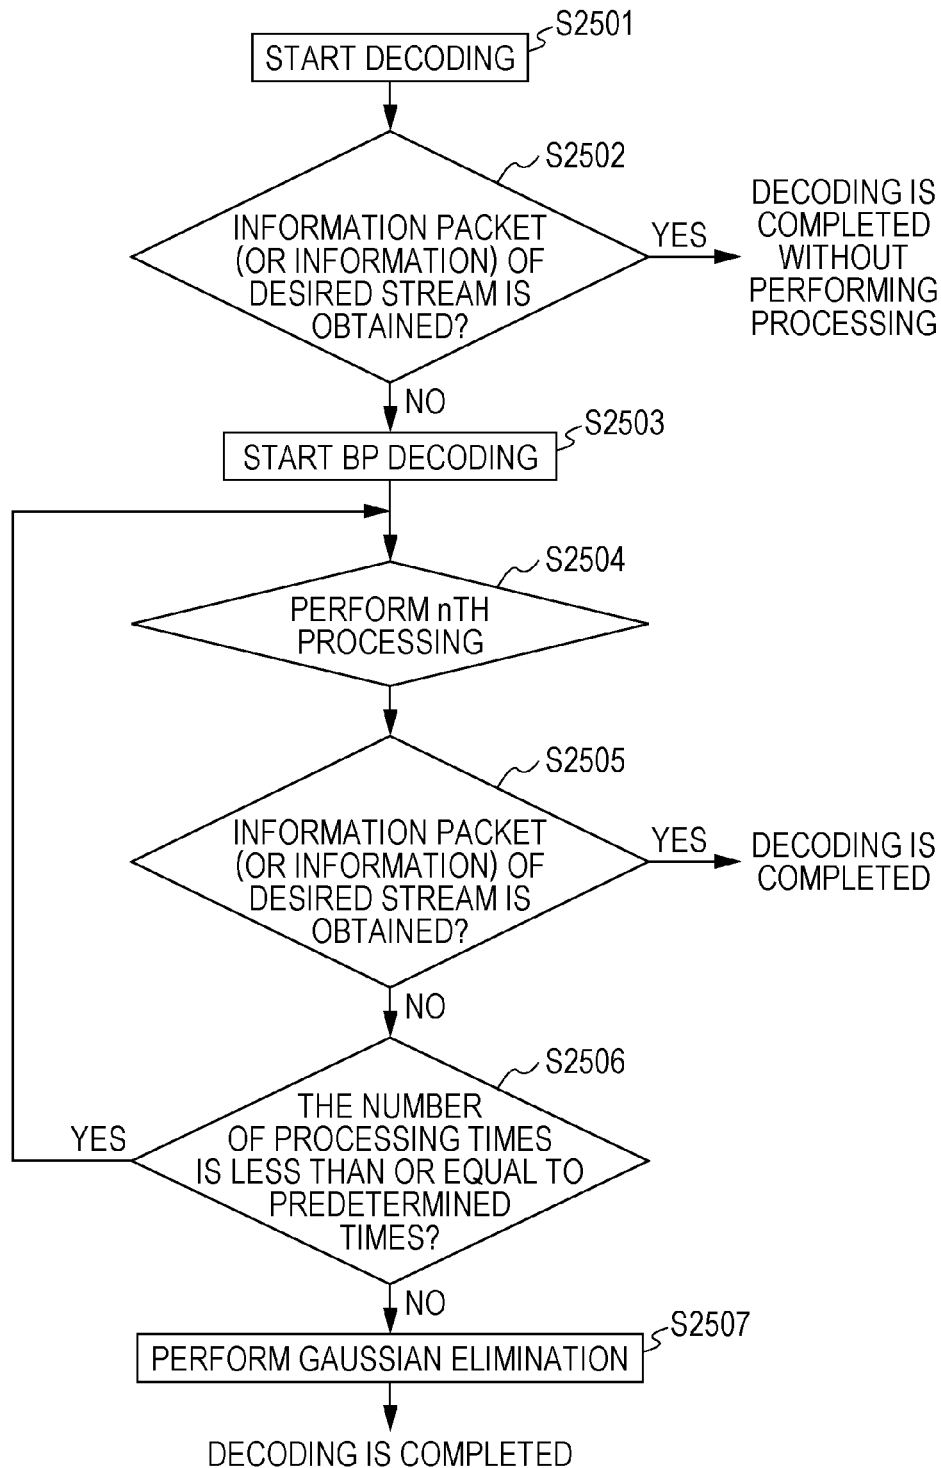 S2501
START DECODING
S2502
INFORMATION PACKET
(OR INFORMATION) OF
DESIRED STREAM IS
OBTAINED?
YES
DECODING IS
COMPLETED
WITHOUT
PERFORMING
PROCESSING
NO
S2503
START BP DECODING
S2504
PERFORM nTH
PROCESSING
S2505
INFORMATION PACKET
(OR INFORMATION) OF
DESIRED STREAM IS
OBTAINED?
YES
DECODING IS
COMPLETED
NO
S2506
THE NUMBER
OF PROCESSING TIMES
IS LESS THAN OR EQUAL TO
PREDETERMINED
TIMES?
YES
NO
S2507
PERFORM GAUSSIAN ELIMINATION
DECODING IS COMPLETED